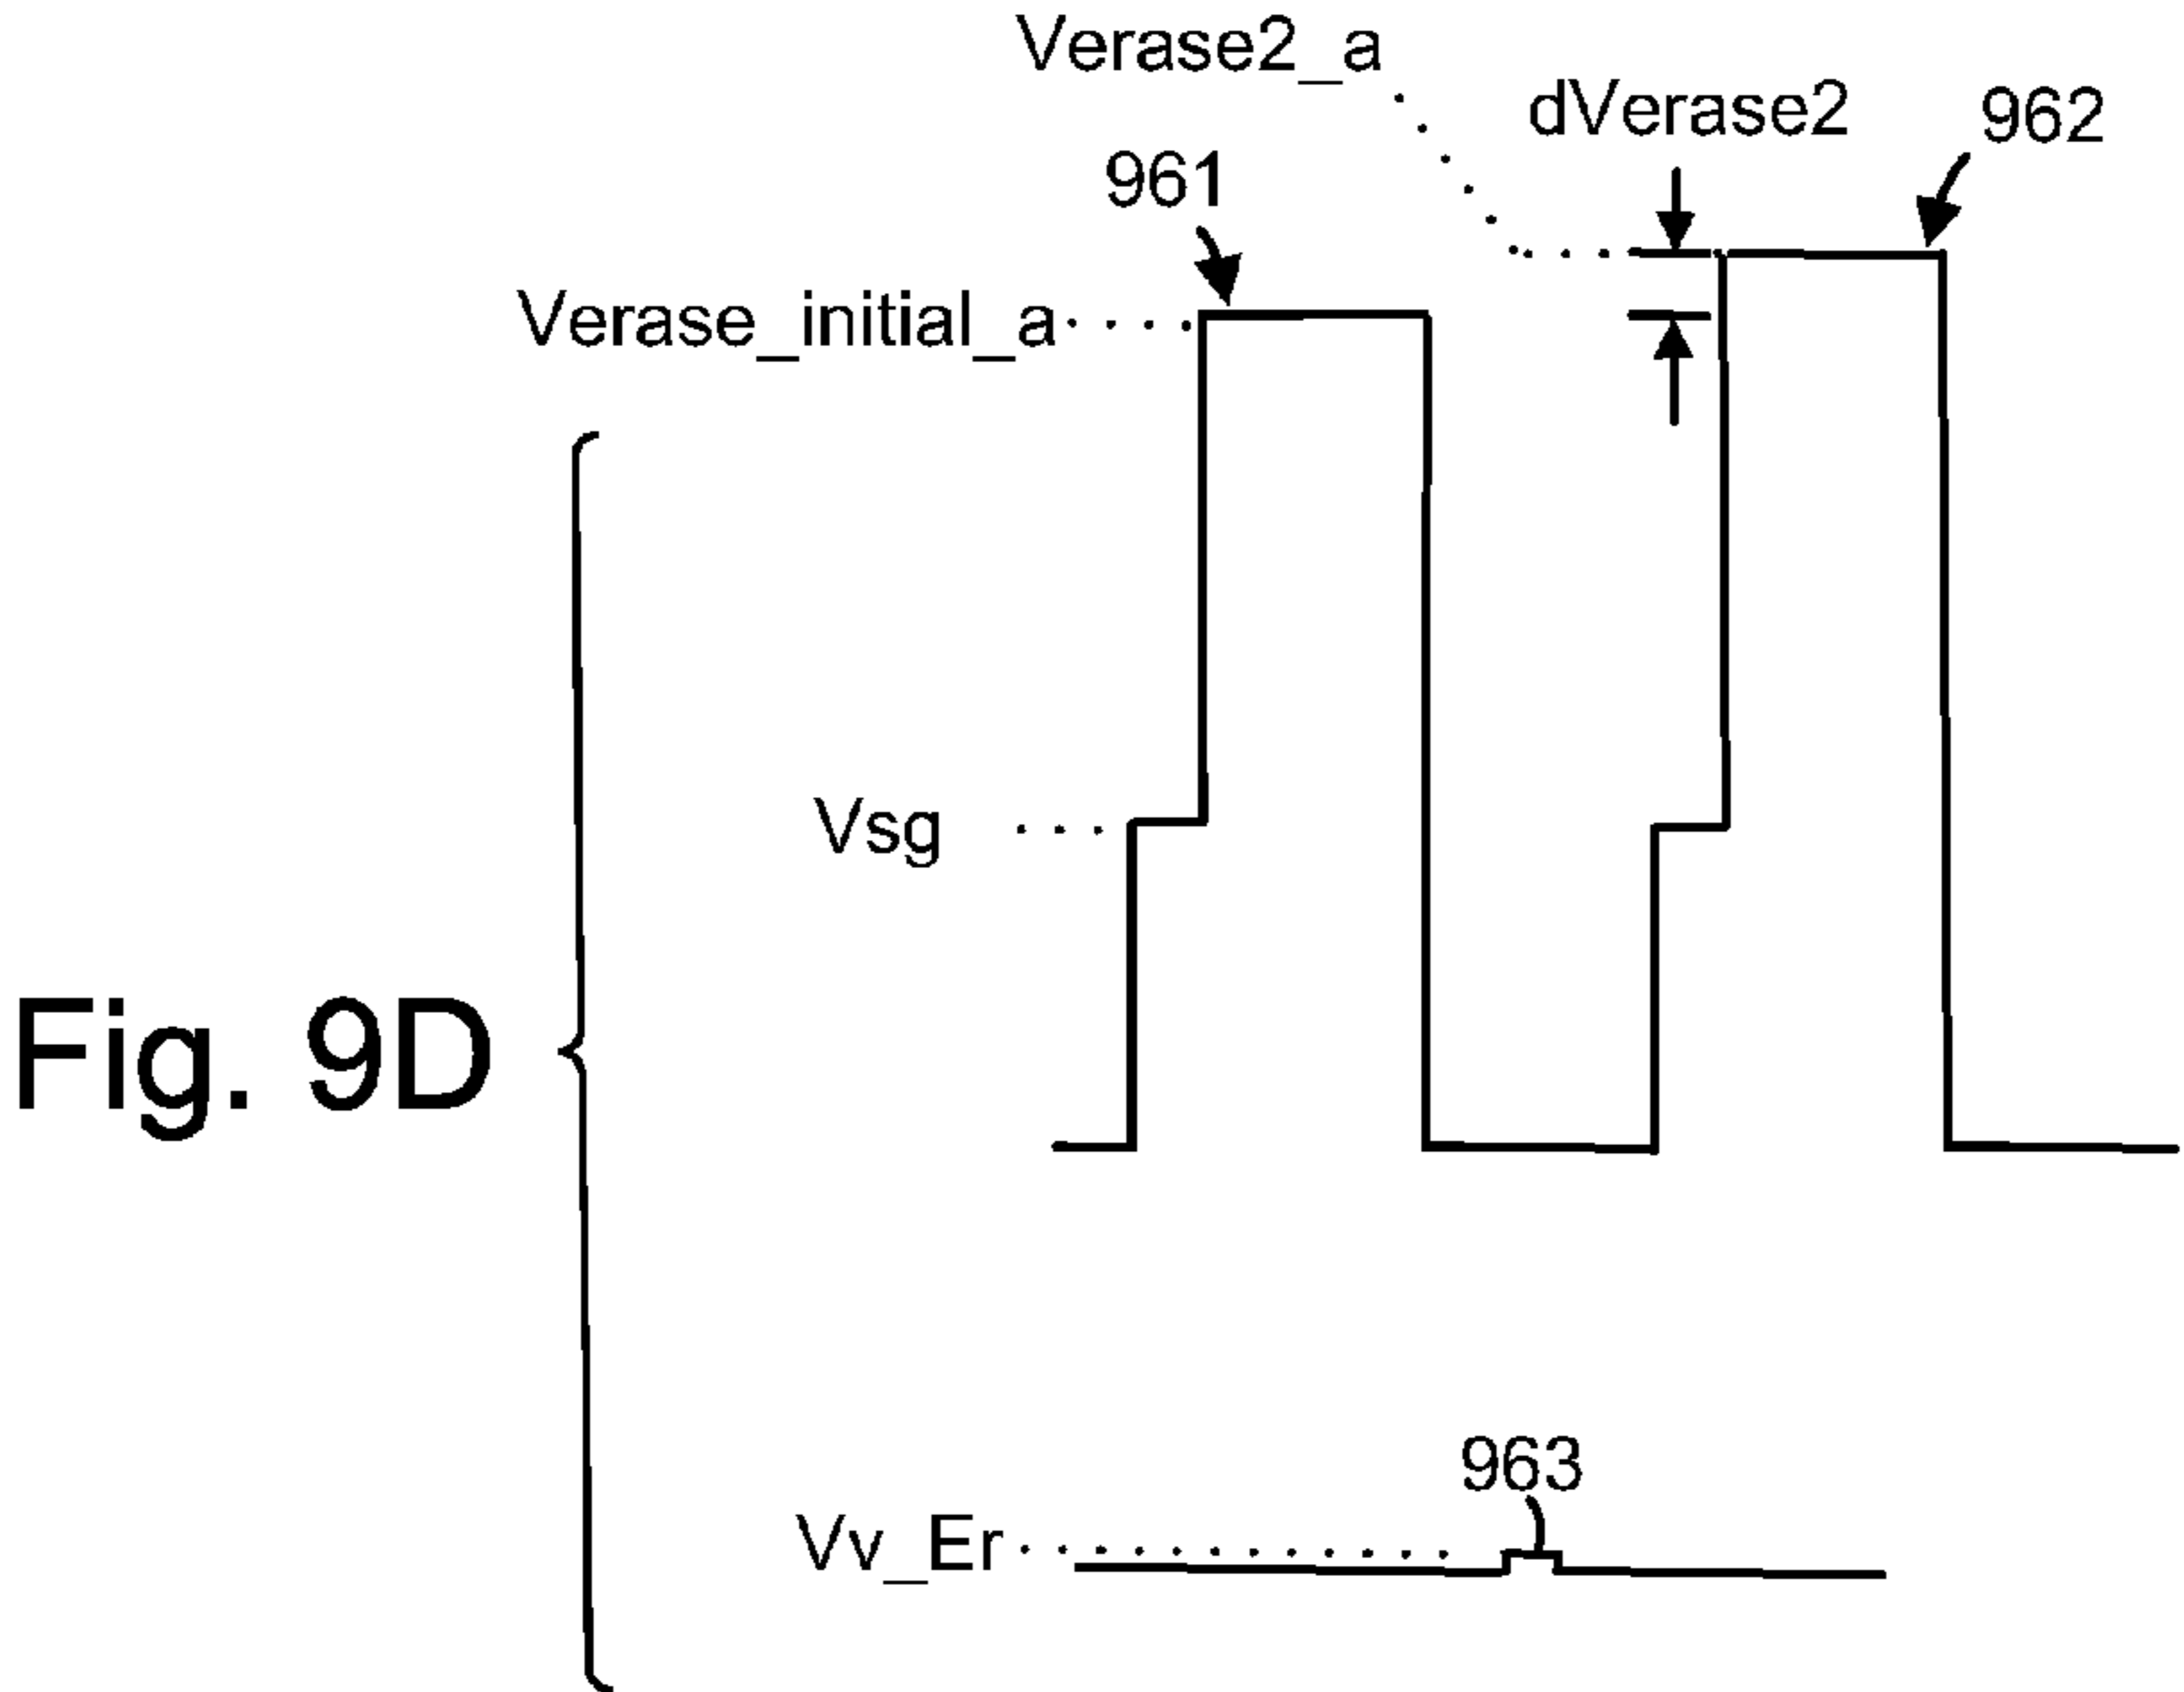 Verase2_a
dVerase2
962
961
Verase_initial_a
Vsg
Fig. 9D
963
Vv_Er